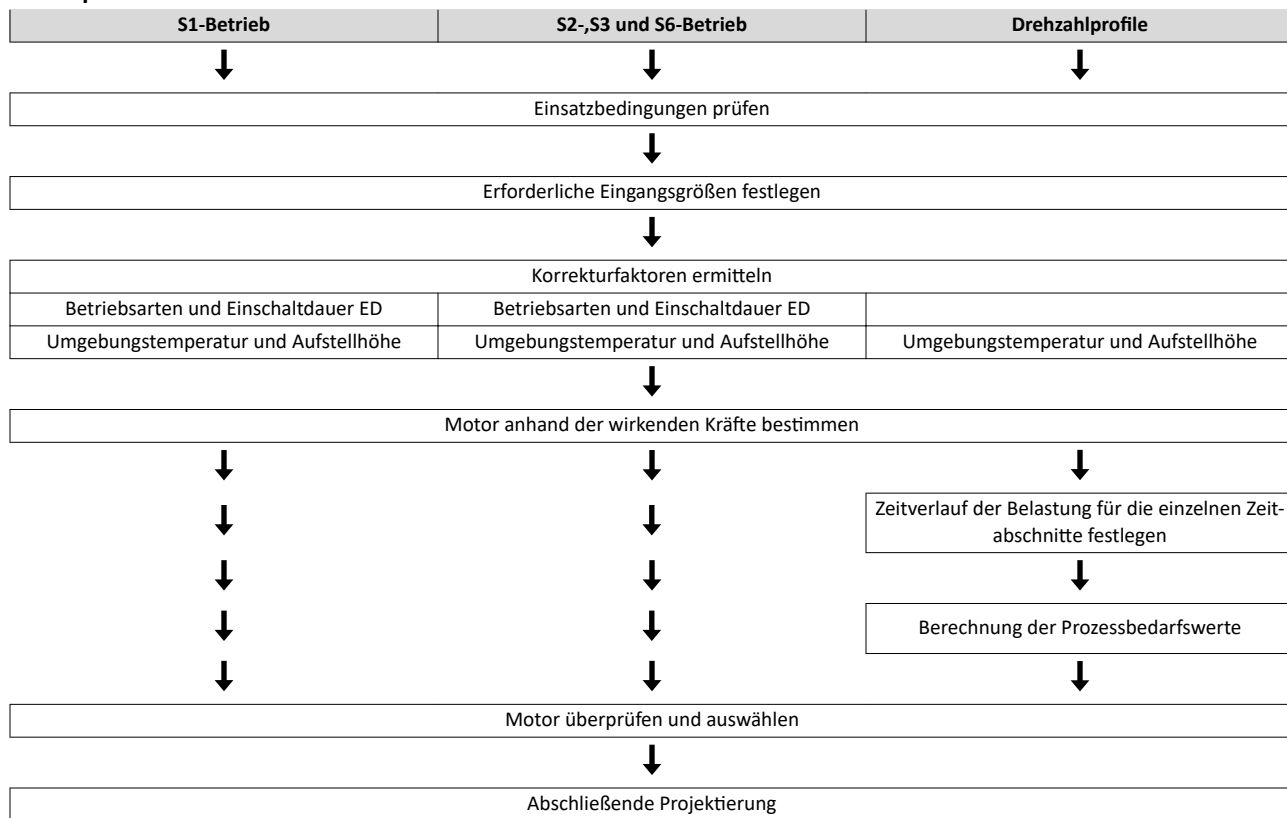 S1-Betrieb
S2-,S3 und S6-Betrieb
Drehzahlprofile
Einsatzbedingungen prüfen
Erforderliche Eingangsgrößen festlegen
Korrekturfaktoren ermitteln
Betriebsarten und Einschaltdauer ED
Betriebsarten und Einschaltdauer ED
Umgebungstemperatur und Aufstellhöhe
Umgebungstemperatur und Aufstellhöhe
Umgebungstemperatur und Aufstellhöhe
Motor anhand der wirkenden Kräfte bestimmen
Zeitverlauf der Belastung für die einzelnen Zeit-
abschnitte festlegen
Berechnung der Prozessbedarfswerte
Motor überprüfen und auswählen
Abschließende Projektierung